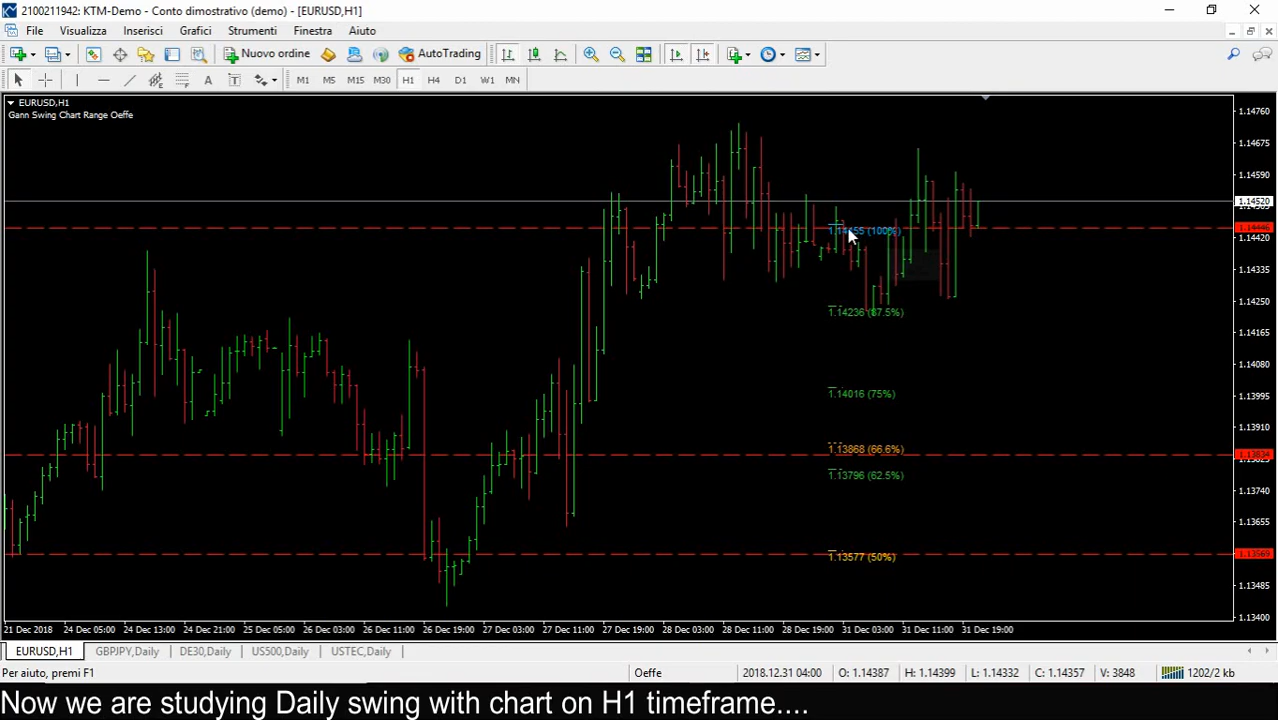 2100211942: KTM-Demo - Conto dimostrativo (demo) - [EURUSD,H1]
File Visualizza Inserisci Grafici Strumenti Finestra Aiuto
Nuovo ordine AutoTrading
A T M1 M5 M15 M30 H1 H4 D1 W1 MN
EURUSD,H1
Gann Swing Chart Range Oeffe
1.14760
1.14675
1.14590
1.14520
1.14446
1.14420
1.14335
1.14250
1.14165
1.14080
1.13995
1.13910
1.13834
1.13740
1.13655
1.13569
1.13485
1.13400
(100%)
1.14236 (87.5%)
1.14016 (75%)
1.13868 (66.6%)
1.13796 (62.5%)
1.13577 (50%)
21 Dec 2018 24 Dec 05:00 24 Dec 13:00 24 Dec 21:00 25 Dec 05:00 26 Dec 03:00 26 Dec 11:00 26 Dec 19:00 27 Dec 03:00 27 Dec 11:00 27 Dec 19:00 28 Dec 03:00 28 Dec 11:00 28 Dec 19:00 31 Dec 03:00 31 Dec 11:00 31 Dec 19:00
EURUSD,H1 GBPJPY,Daily DE30,Daily US500,Daily USTEC,Daily
Per aiuto, premi F1 Oeffe 2018.12.31 04:00 O: 1.14387 H: 1.14399 L: 1.14332 C: 1.14357 V: 3848 1202/2 kb
Now we are studying Daily swing with chart on H1 timeframe....